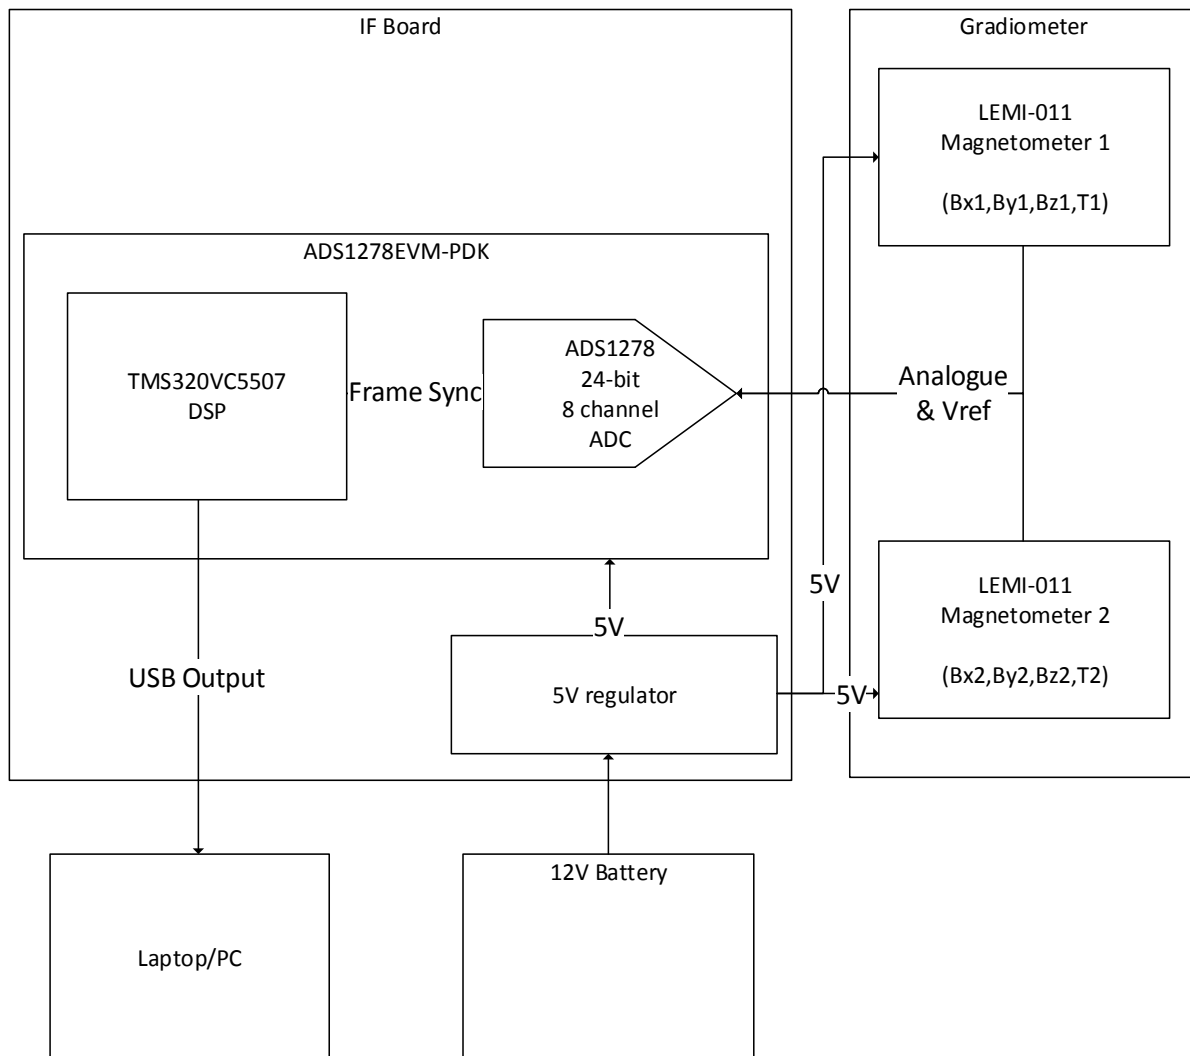 IF Board
Gradiometer
LEMI-011
Magnetometer 1
(Bx1,By1,Bz1,T1)
ADS1278EVM-PDK
TMS320VC5507
DSP
Frame Sync
ADS1278
24-bit
8 channel
ADC
Analogue
& Vref
LEMI-011
Magnetometer 2
(Bx2,By2,Bz2,T2)
5V
5V
5V
5V regulator
USB Output
12V Battery
Laptop/PC